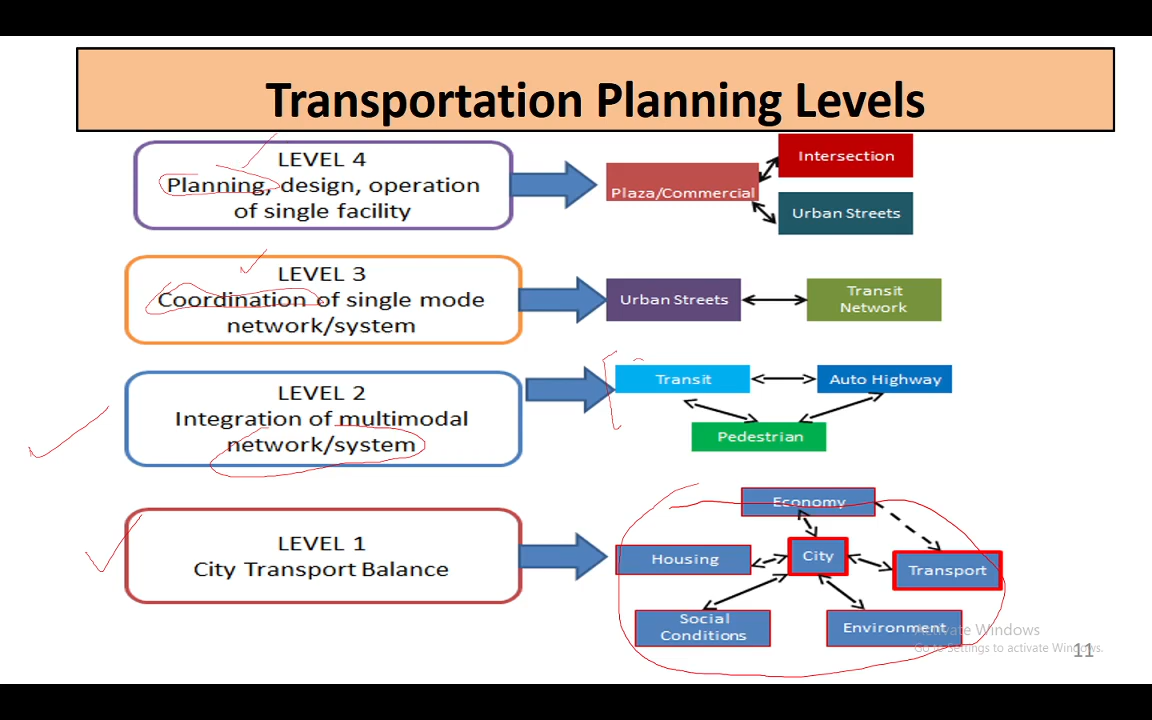 Transportation Planning Levels
LEVEL 4
Planning, design, operation
of single facility
Plaza/Commercial
Intersection
Urban Streets
LEVEL 3
Coordination of single mode
network/system
Urban Streets
Transit
Network
LEVEL 2
Integration of multimodal
network/system
Transit
Auto Highway
Pedestrian
LEVEL 1
City Transport Balance
Economy
Housing
City
Transport
Social
Conditions
Environment
Activate Windows
Go to Settings to activate Windows.
11